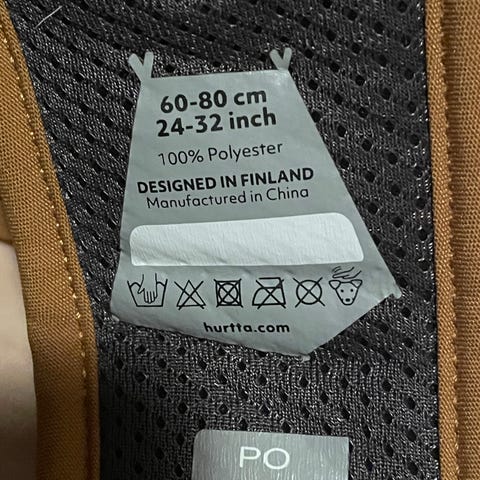 60-80 cm
24-32 inch
100% Polyester
DESIGNED IN FINLAND
Manufactured in China
hurtta.com
PO